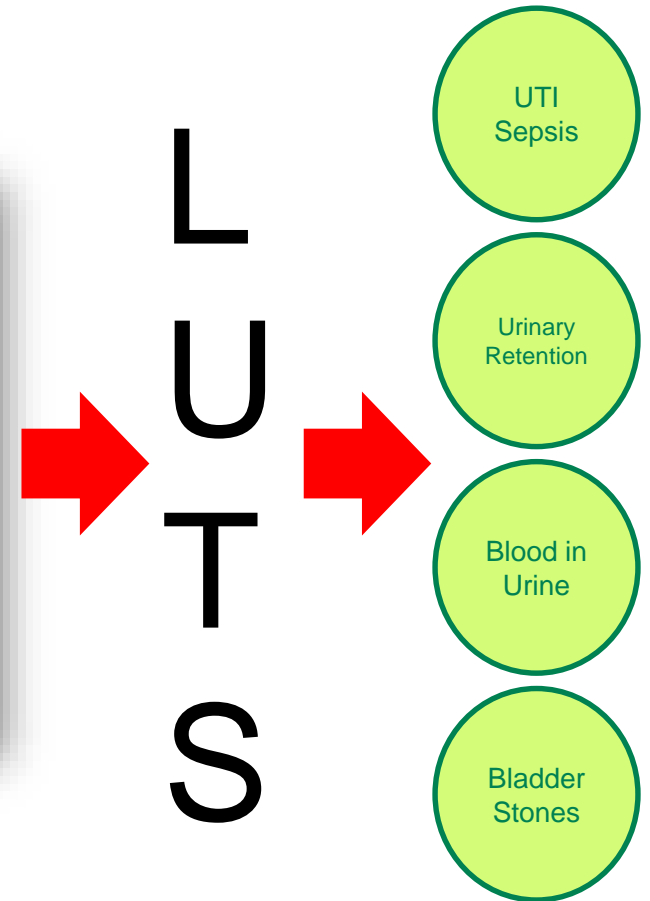 L
U
T
S
UTI
Sepsis
Urinary
Retention
Blood in
Urine
Bladder
Stones